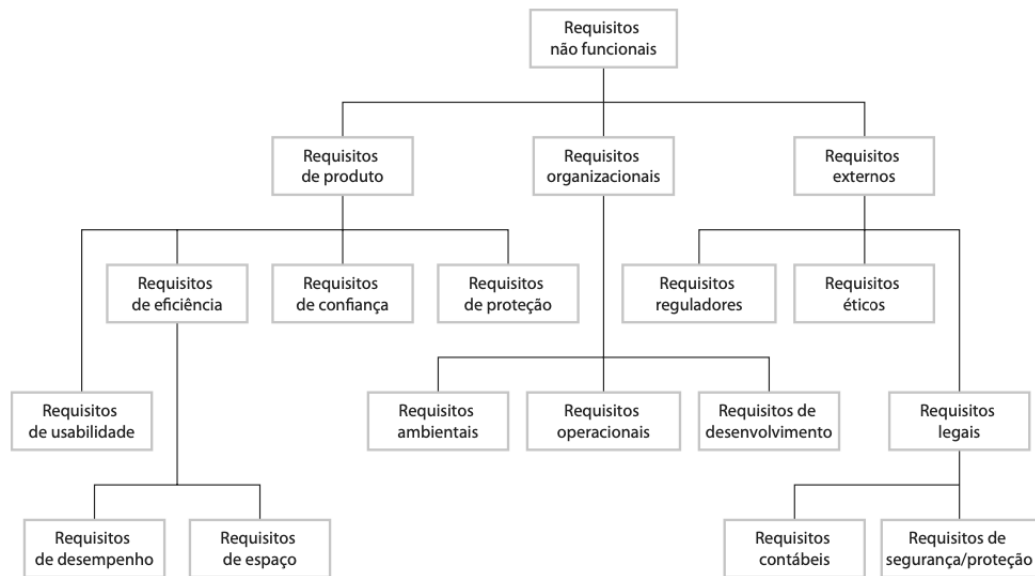 Requisitos
não funcionais
Requisitos
de produto
Requisitos
organizacionais
Requisitos
externos
Requisitos
de eficiência
Requisitos
de confiança
Requisitos
de proteção
Requisitos
reguladores
Requisitos
éticos
Requisitos
de usabilidade
Requisitos
ambientais
Requisitos
operacionais
Requisitos de
desenvolvimento
Requisitos
legais
Requisitos
de desempenho
Requisitos
de espaço
Requisitos
contábeis
Requisitos de
segurança/proteção